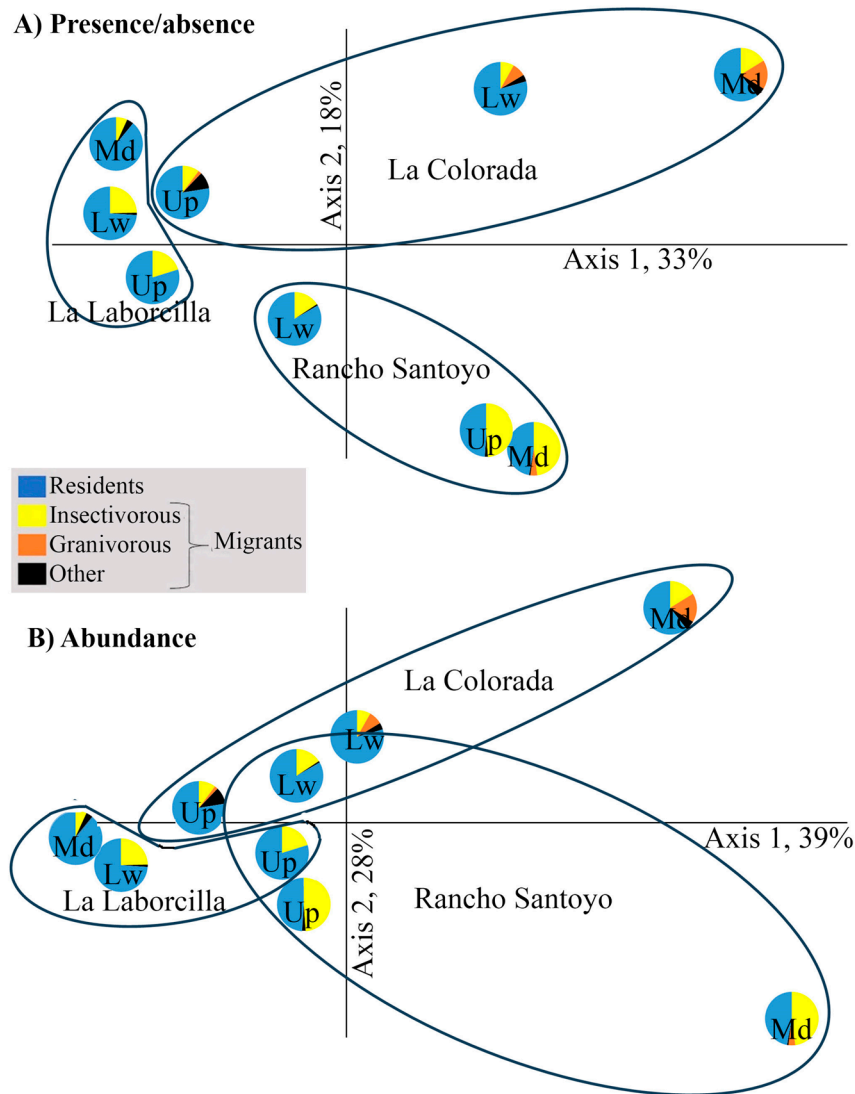 A) Presence/absence
Axis 2, 18%
Md
Lw
Md
La Colorada
Up
Lw
Axis 1, 33%
Up
La Laborcilla
Lw
Rancho Santoyo
Up
Md
Residents
Insectivorous
Granivorous
Migrants
Other
B) Abundance
Md
La Colorada
Lw
Lw
Up
Axis 1, 39%
Md
Up
Lw
La Laborcilla
Axis 2, 28%
Rancho Santoyo
Up
Md